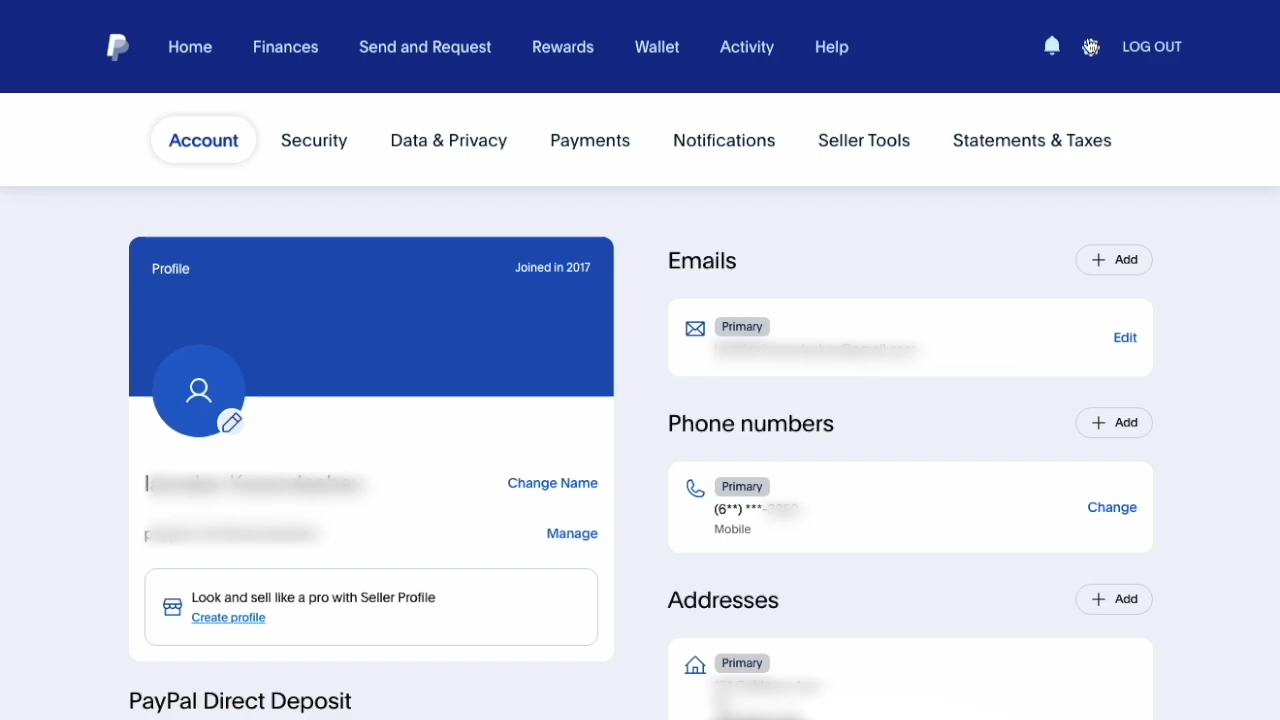 Home Finances Send and Request Rewards Wallet Activity Help LOG OUT
Account Security Data & Privacy Payments Notifications Seller Tools Statements & Taxes
Profile Joined in 2017
Change Name
Manage
Look and sell like a pro with Seller Profile
Create profile
PayPal Direct Deposit
Emails + Add
Primary
Edit
Phone numbers + Add
Primary
(6**) ***-
Mobile
Change
Addresses + Add
Primary